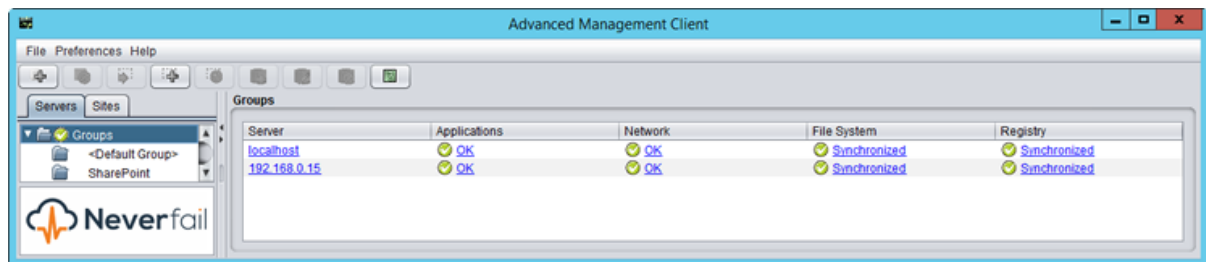 Advanced Management Client
File Preferences Help
Servers Sites
Groups
Groups
<Default Group>
SharePoint
Neverfail
Server Applications Network File System Registry
localhost OK OK Synchronized Synchronized
192.168.0.15 OK OK Synchronized Synchronized